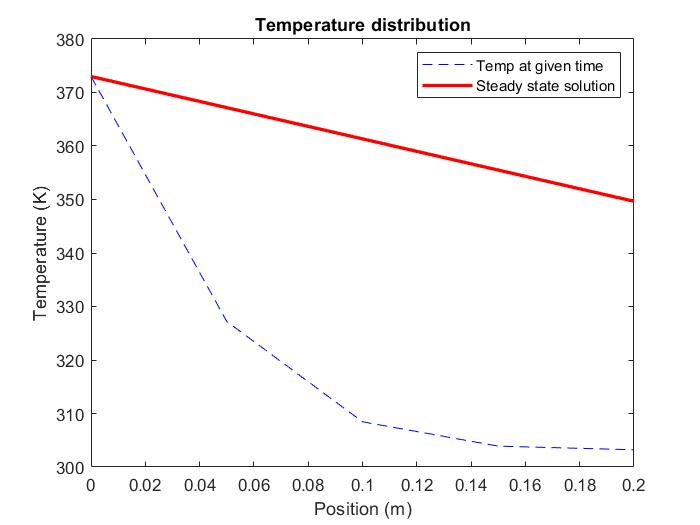 Temperature distribution
Temp at given time
Steady state solution
Temperature (K)
380
370
360
350
340
330
320
310
300
0 0.02 0.04 0.06 0.08 0.1 0.12 0.14 0.16 0.18 0.2
Position (m)